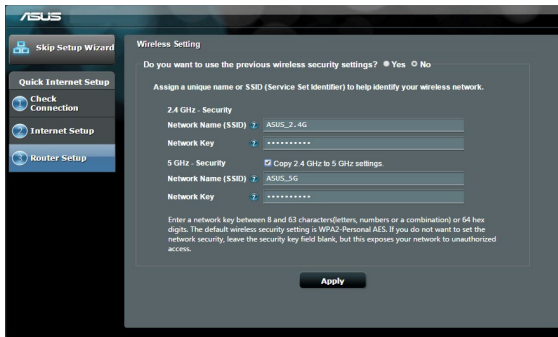 ASUS
Skip Setup Wizard
Quick Internet Setup
1 Check Connection
2 Internet Setup
3 Router Setup
Wireless Setting
Do you want to use the previous wireless security settings? Yes No
Assign a unique name or SSID (Service Set Identifier) to help identify your wireless network.
2.4 GHz - Security
Network Name (SSID) ? ASUS_2.4G
Network Key ? ••••••••••
5 GHz - Security Copy 2.4 GHz to 5 GHz settings.
Network Name (SSID) ? ASUS_5G
Network Key ? ••••••••••
Enter a network key between 8 and 63 characters(letters, numbers or a combination) or 64 hex
digits. The default wireless security setting is WPA2-Personal AES. If you do not want to set the
network security, leave the security key field blank, but this exposes your network to unauthorized
access.
Apply